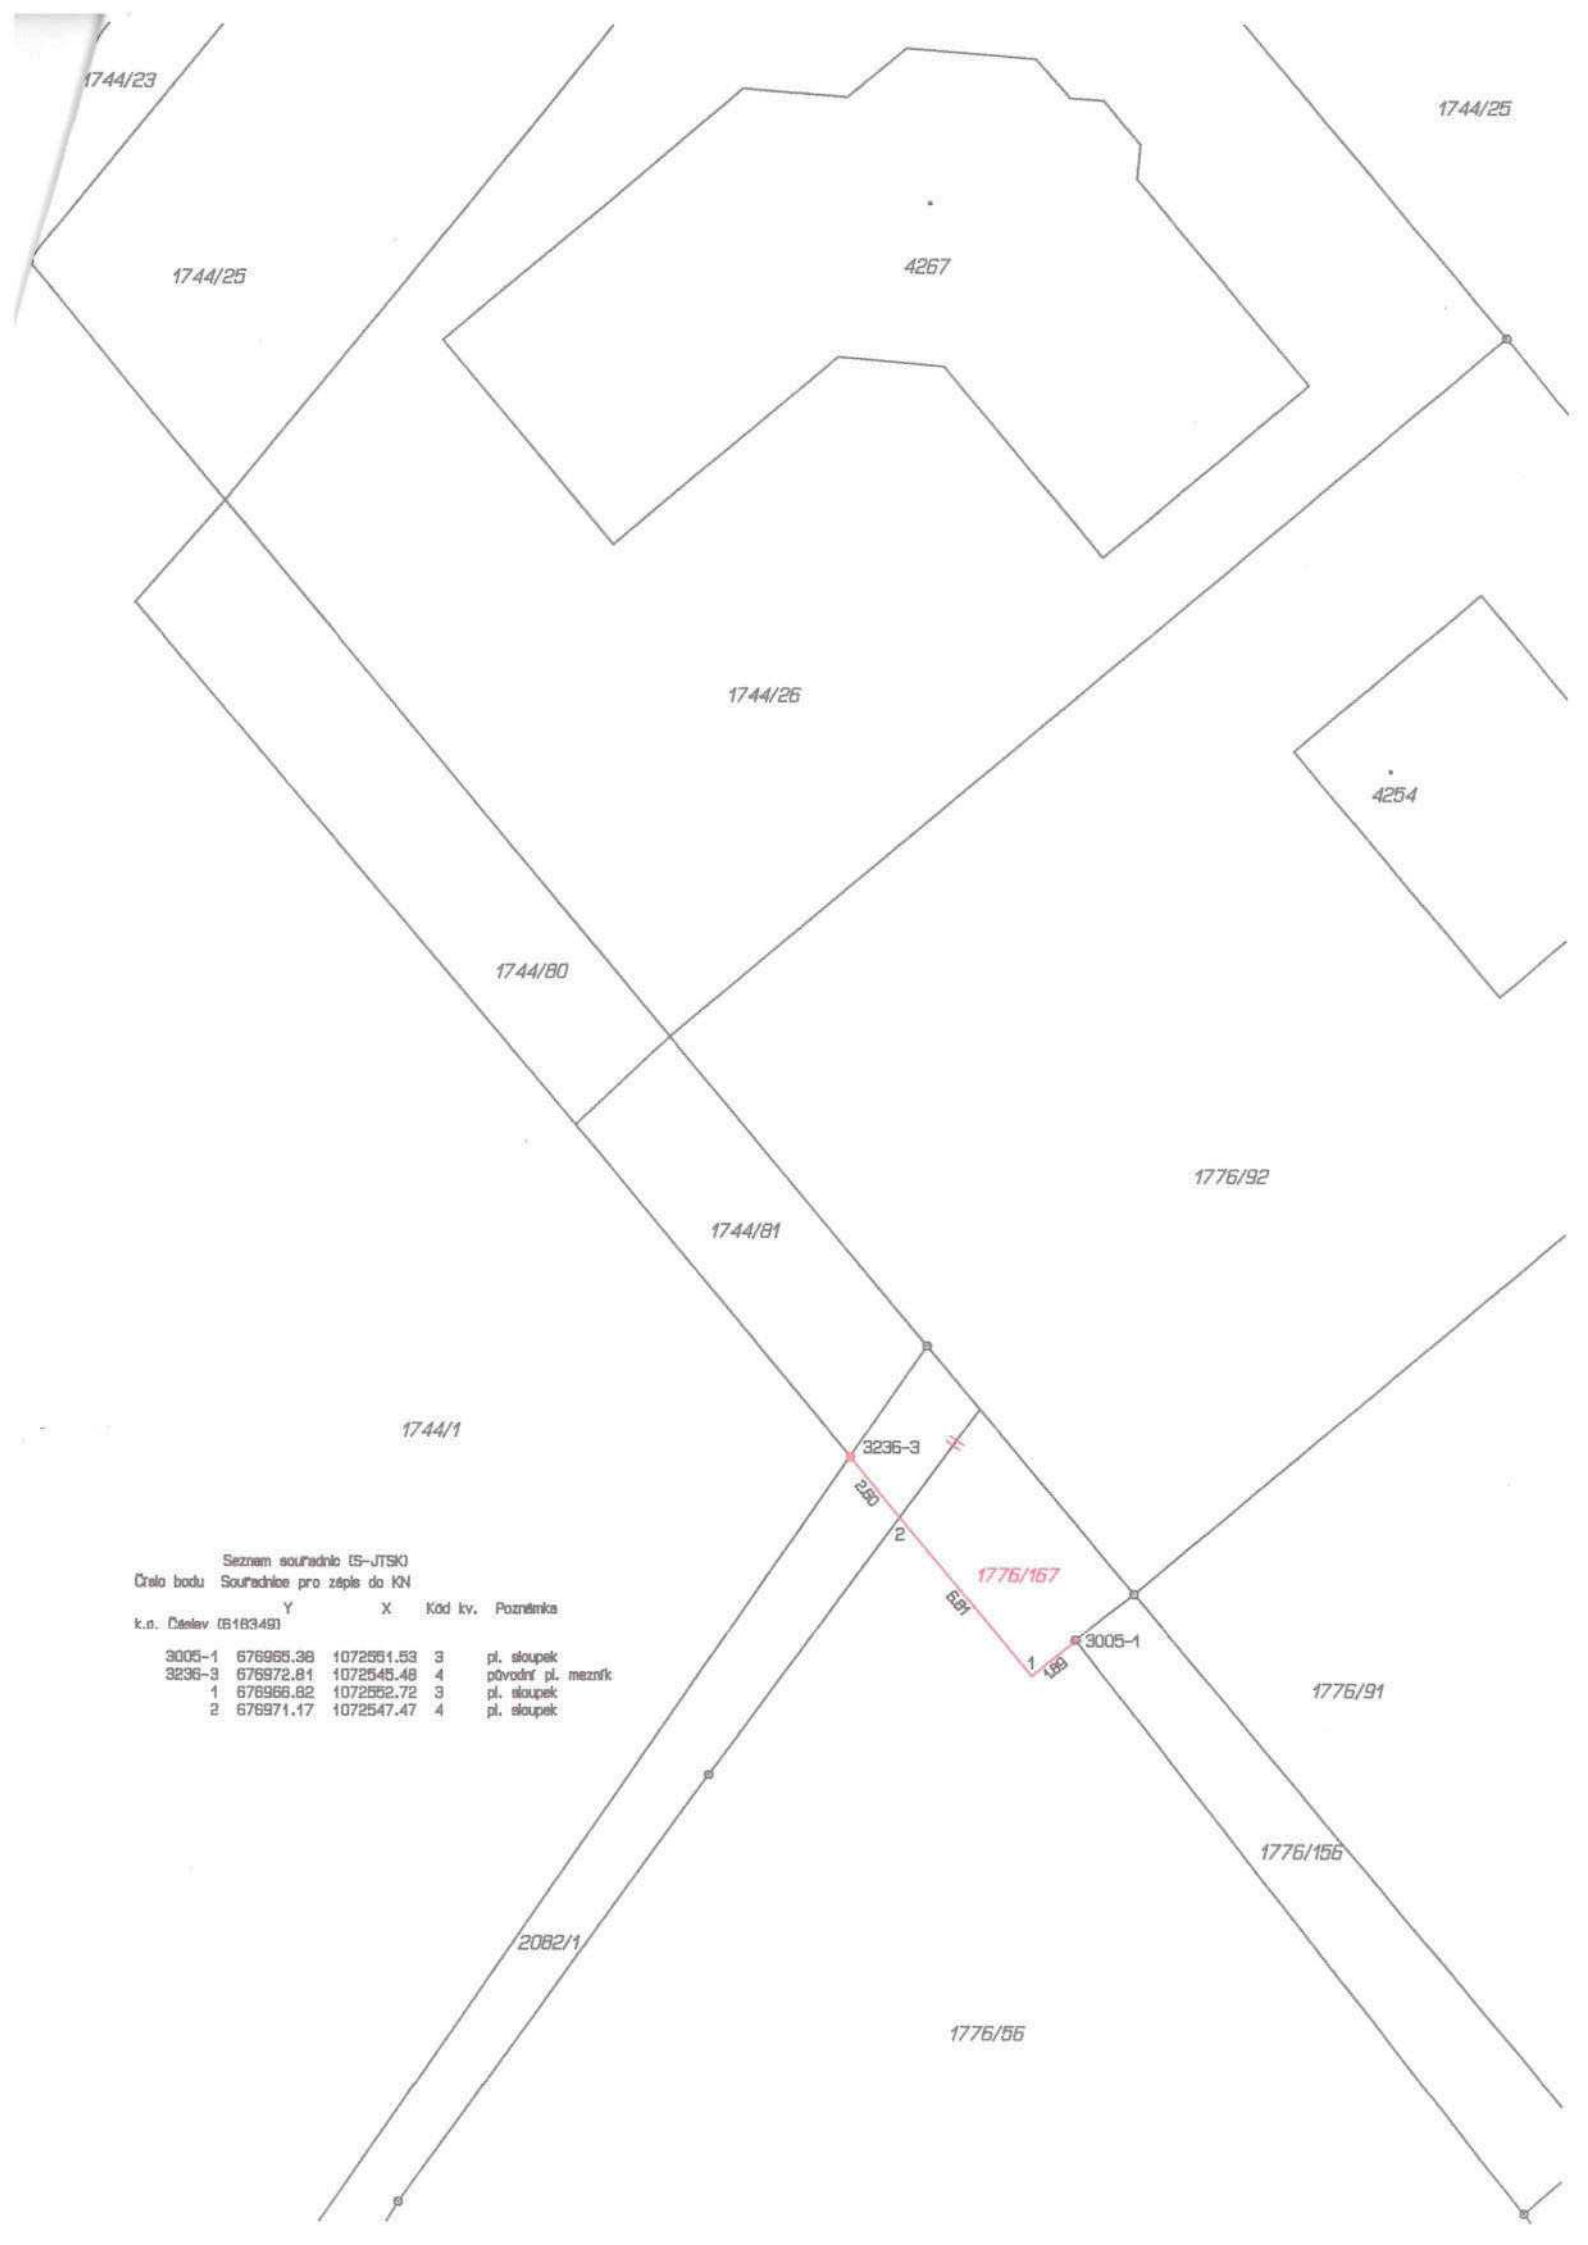 1744/23
1744/25
1744/25
4267
1744/26
4254
1744/80
1776/92
1744/81
1744/1
3236-3
2.60
2
1776/167
6.81
3005-1
1
1.89
Seznam souřadnic (S-JTSK)
Číslo bodu Souřadnice pro zápis do KN
Y X Kód kv. Poznámka
k.ú. Čáslav (618349)
3005-1 676965.38 1072551.53 3 pl. sloupek
3236-3 676972.81 1072545.48 4 původní pl. mezník
1 676966.82 1072552.72 3 pl. sloupek
2 676971.17 1072547.47 4 pl. sloupek
1776/91
1776/156
2082/1
1776/56